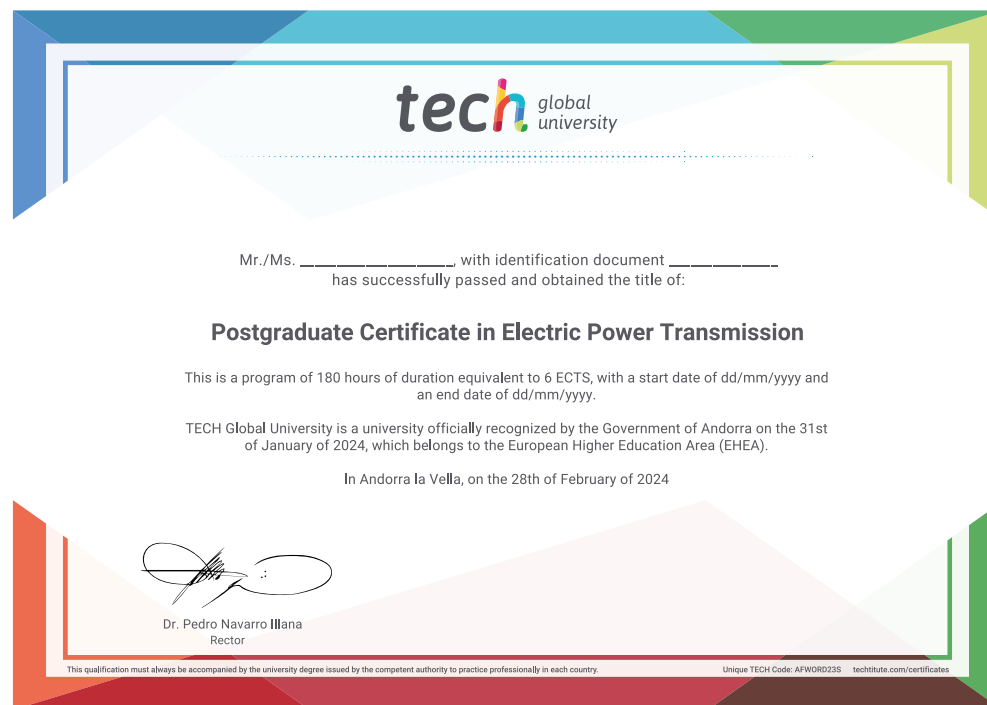 tech global university
Mr./Ms. ____________________, with identification document ______________
has successfully passed and obtained the title of:
Postgraduate Certificate in Electric Power Transmission
This is a program of 180 hours of duration equivalent to 6 ECTS, with a start date of dd/mm/yyyy and
an end date of dd/mm/yyyy.
TECH Global University is a university officially recognized by the Government of Andorra on the 31st
of January of 2024, which belongs to the European Higher Education Area (EHEA).
In Andorra la Vella, on the 28th of February of 2024
Dr. Pedro Navarro Illana
Rector
This qualification must always be accompanied by the university degree issued by the competent authority to practice professionally in each country.
Unique TECH Code: AFWORD23S techtitute.com/certificates